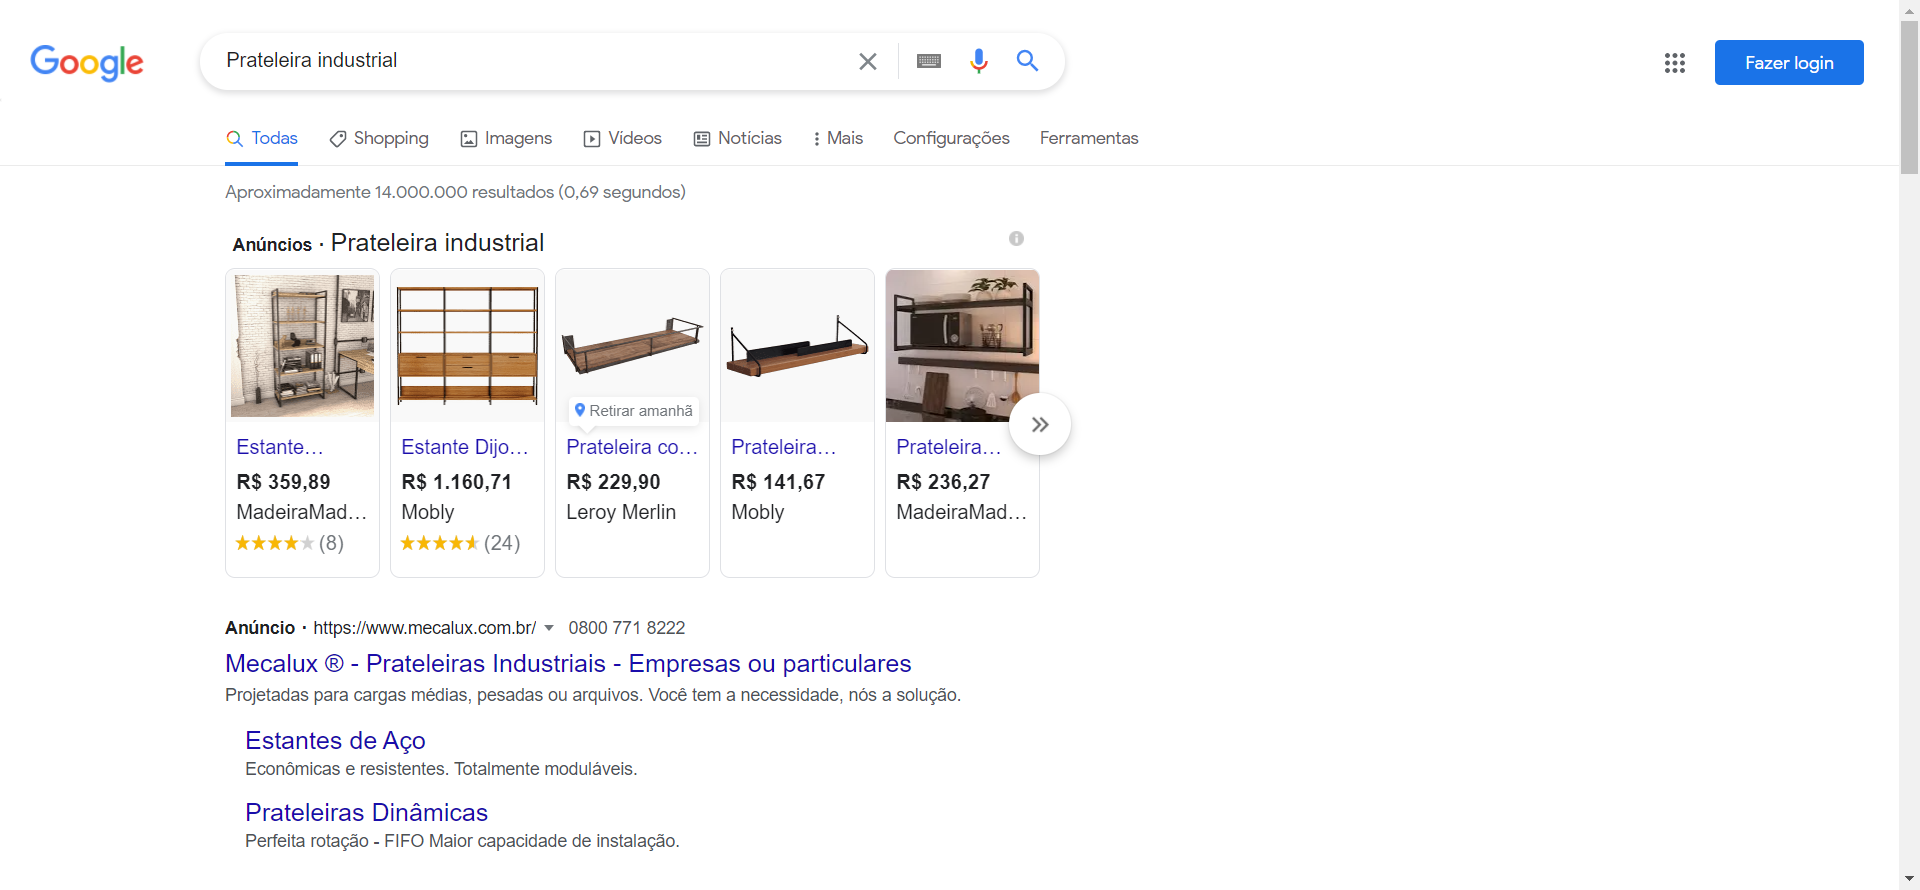 Google
Prateleira industrial
Fazer login
Todas Shopping Imagens Vídeos Notícias Mais Configurações Ferramentas
Aproximadamente 14.000.000 resultados (0,69 segundos)
Anúncios · Prateleira industrial
Retirar amanhã
Estante…
R$ 359,89
MadeiraMad…
(8)
Estante Dijo…
R$ 1.160,71
Mobly
(24)
Prateleira co…
R$ 229,90
Leroy Merlin
Prateleira…
R$ 141,67
Mobly
Prateleira…
R$ 236,27
MadeiraMad…
Anúncio · https://www.mecalux.com.br/ 0800 771 8222
Mecalux ® - Prateleiras Industriais - Empresas ou particulares
Projetadas para cargas médias, pesadas ou arquivos. Você tem a necessidade, nós a solução.
Estantes de Aço
Econômicas e resistentes. Totalmente moduláveis.
Prateleiras Dinâmicas
Perfeita rotação - FIFO Maior capacidade de instalação.